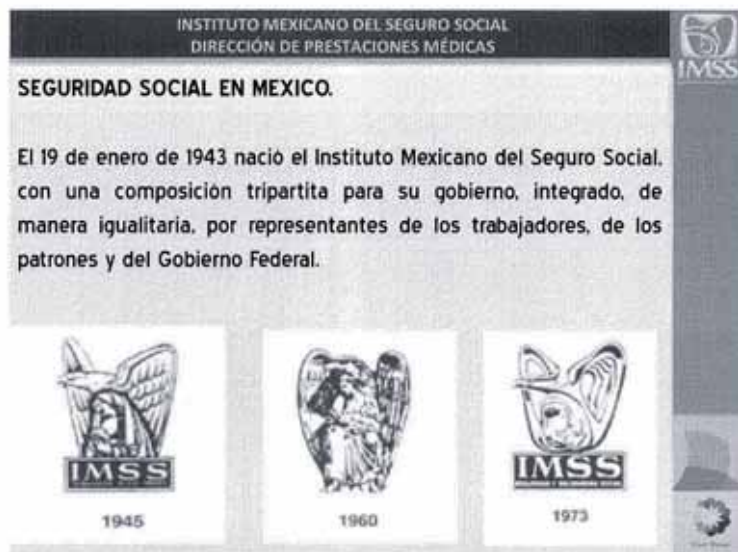 INSTITUTO MEXICANO DEL SEGURO SOCIAL
DIRECCIÓN DE PRESTACIONES MÉDICAS
IMSS
SEGURIDAD SOCIAL EN MEXICO.
El 19 de enero de 1943 nació el Instituto Mexicano del Seguro Social,
con una composición tripartita para su gobierno, integrado, de
manera igualitaria, por representantes de los trabajadores, de los
patrones y del Gobierno Federal.
IMSS
IMSS
1945
1960
1973